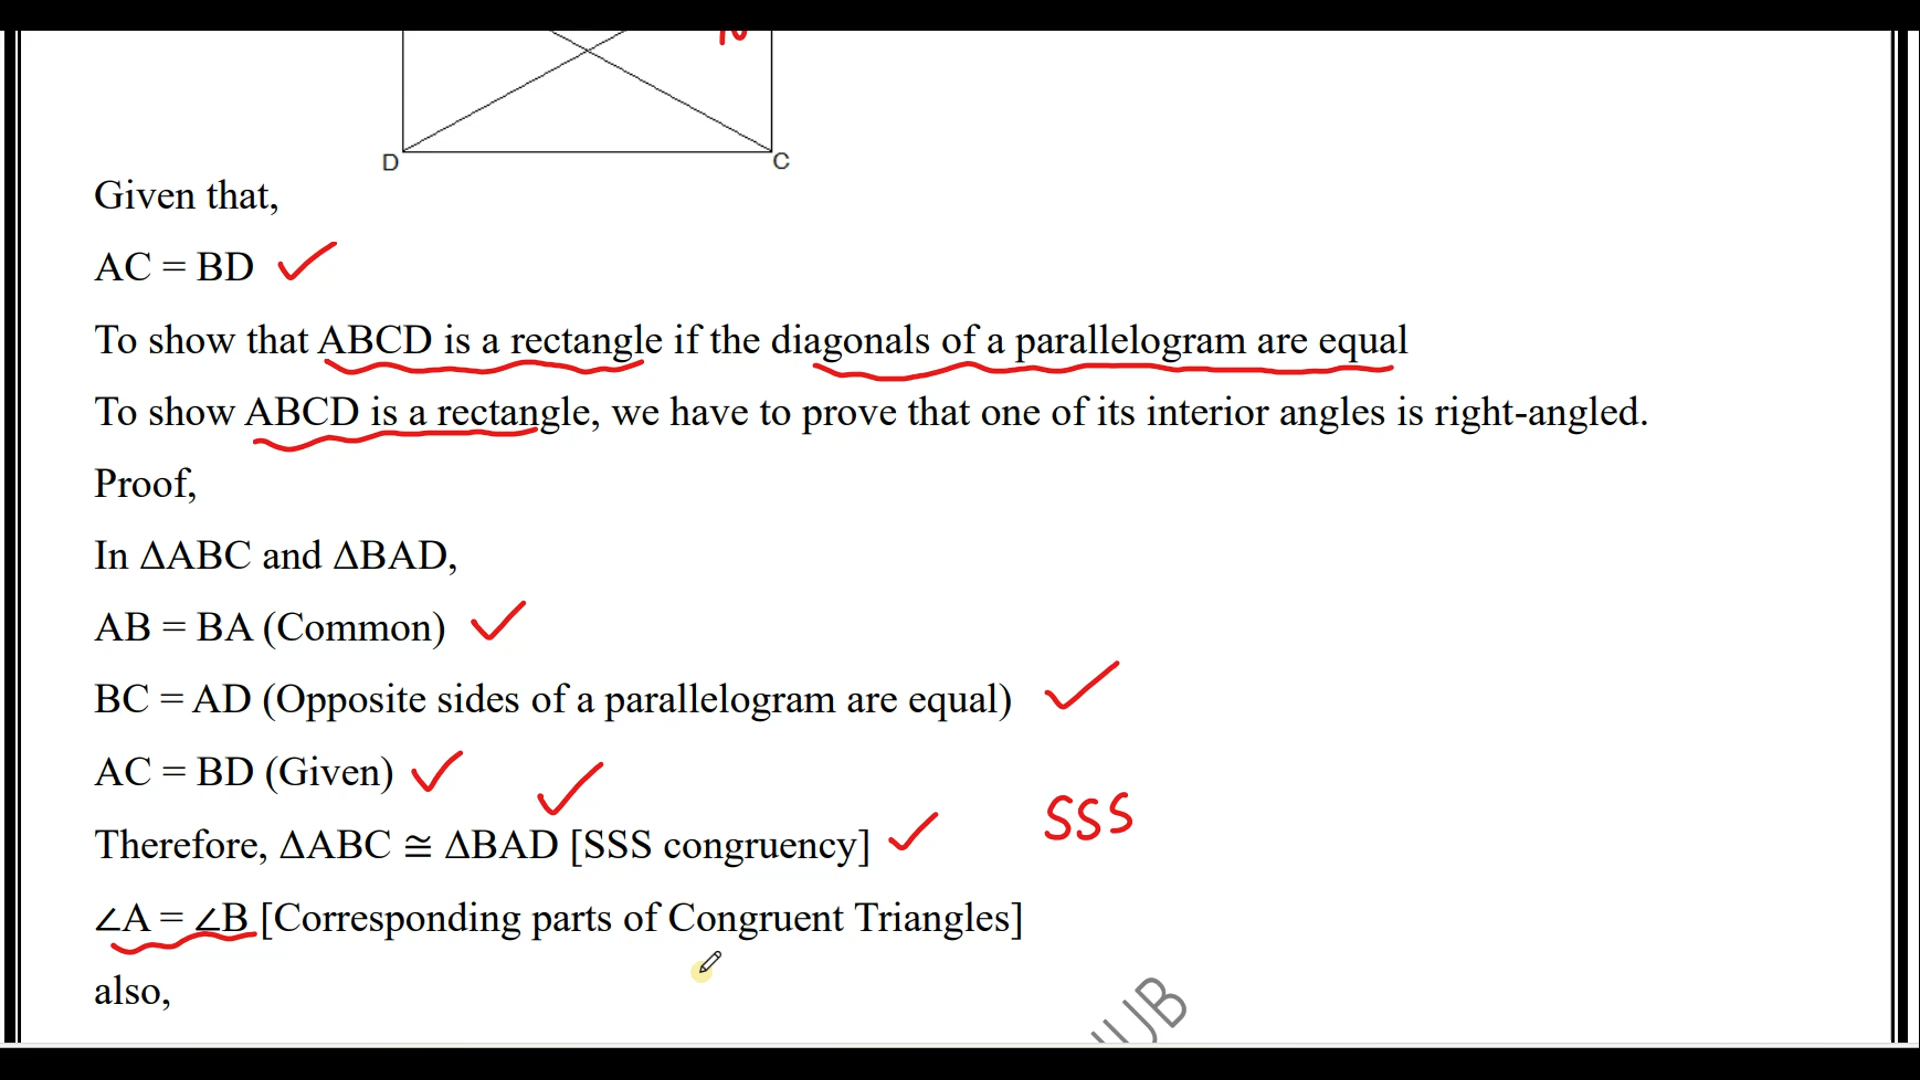 D C
Given that,
AC = BD
To show that ABCD is a rectangle if the diagonals of a parallelogram are equal
To show ABCD is a rectangle, we have to prove that one of its interior angles is right-angled.
Proof,
In ΔABC and ΔBAD,
AB = BA (Common)
BC = AD (Opposite sides of a parallelogram are equal)
AC = BD (Given)
SSS
Therefore, ΔABC ≅ ΔBAD [SSS congruency]
∠A = ∠B [Corresponding parts of Congruent Triangles]
also,